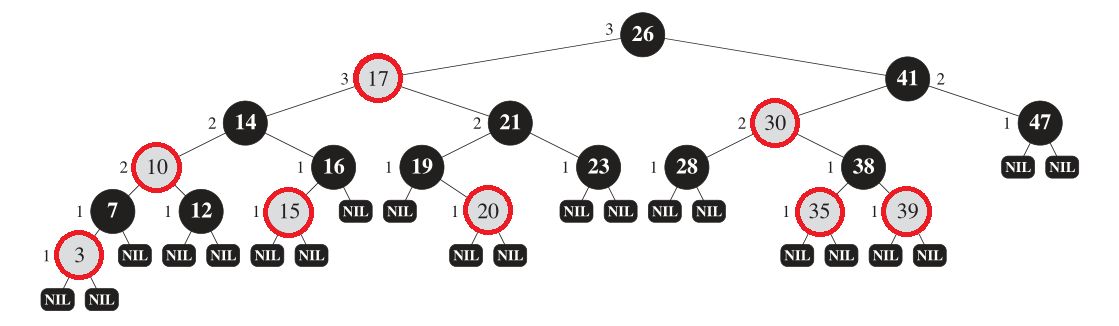 3 26
3 17 41 2
2 14 2 21 2 30 1 47
2 10 1 16 1 19 1 23 1 28 1 38 NIL NIL
1 7 1 12 1 15 NIL NIL 1 20 NIL NIL NIL NIL 1 35 1 39
1 3 NIL NIL NIL NIL NIL NIL NIL NIL NIL NIL NIL NIL
NIL NIL